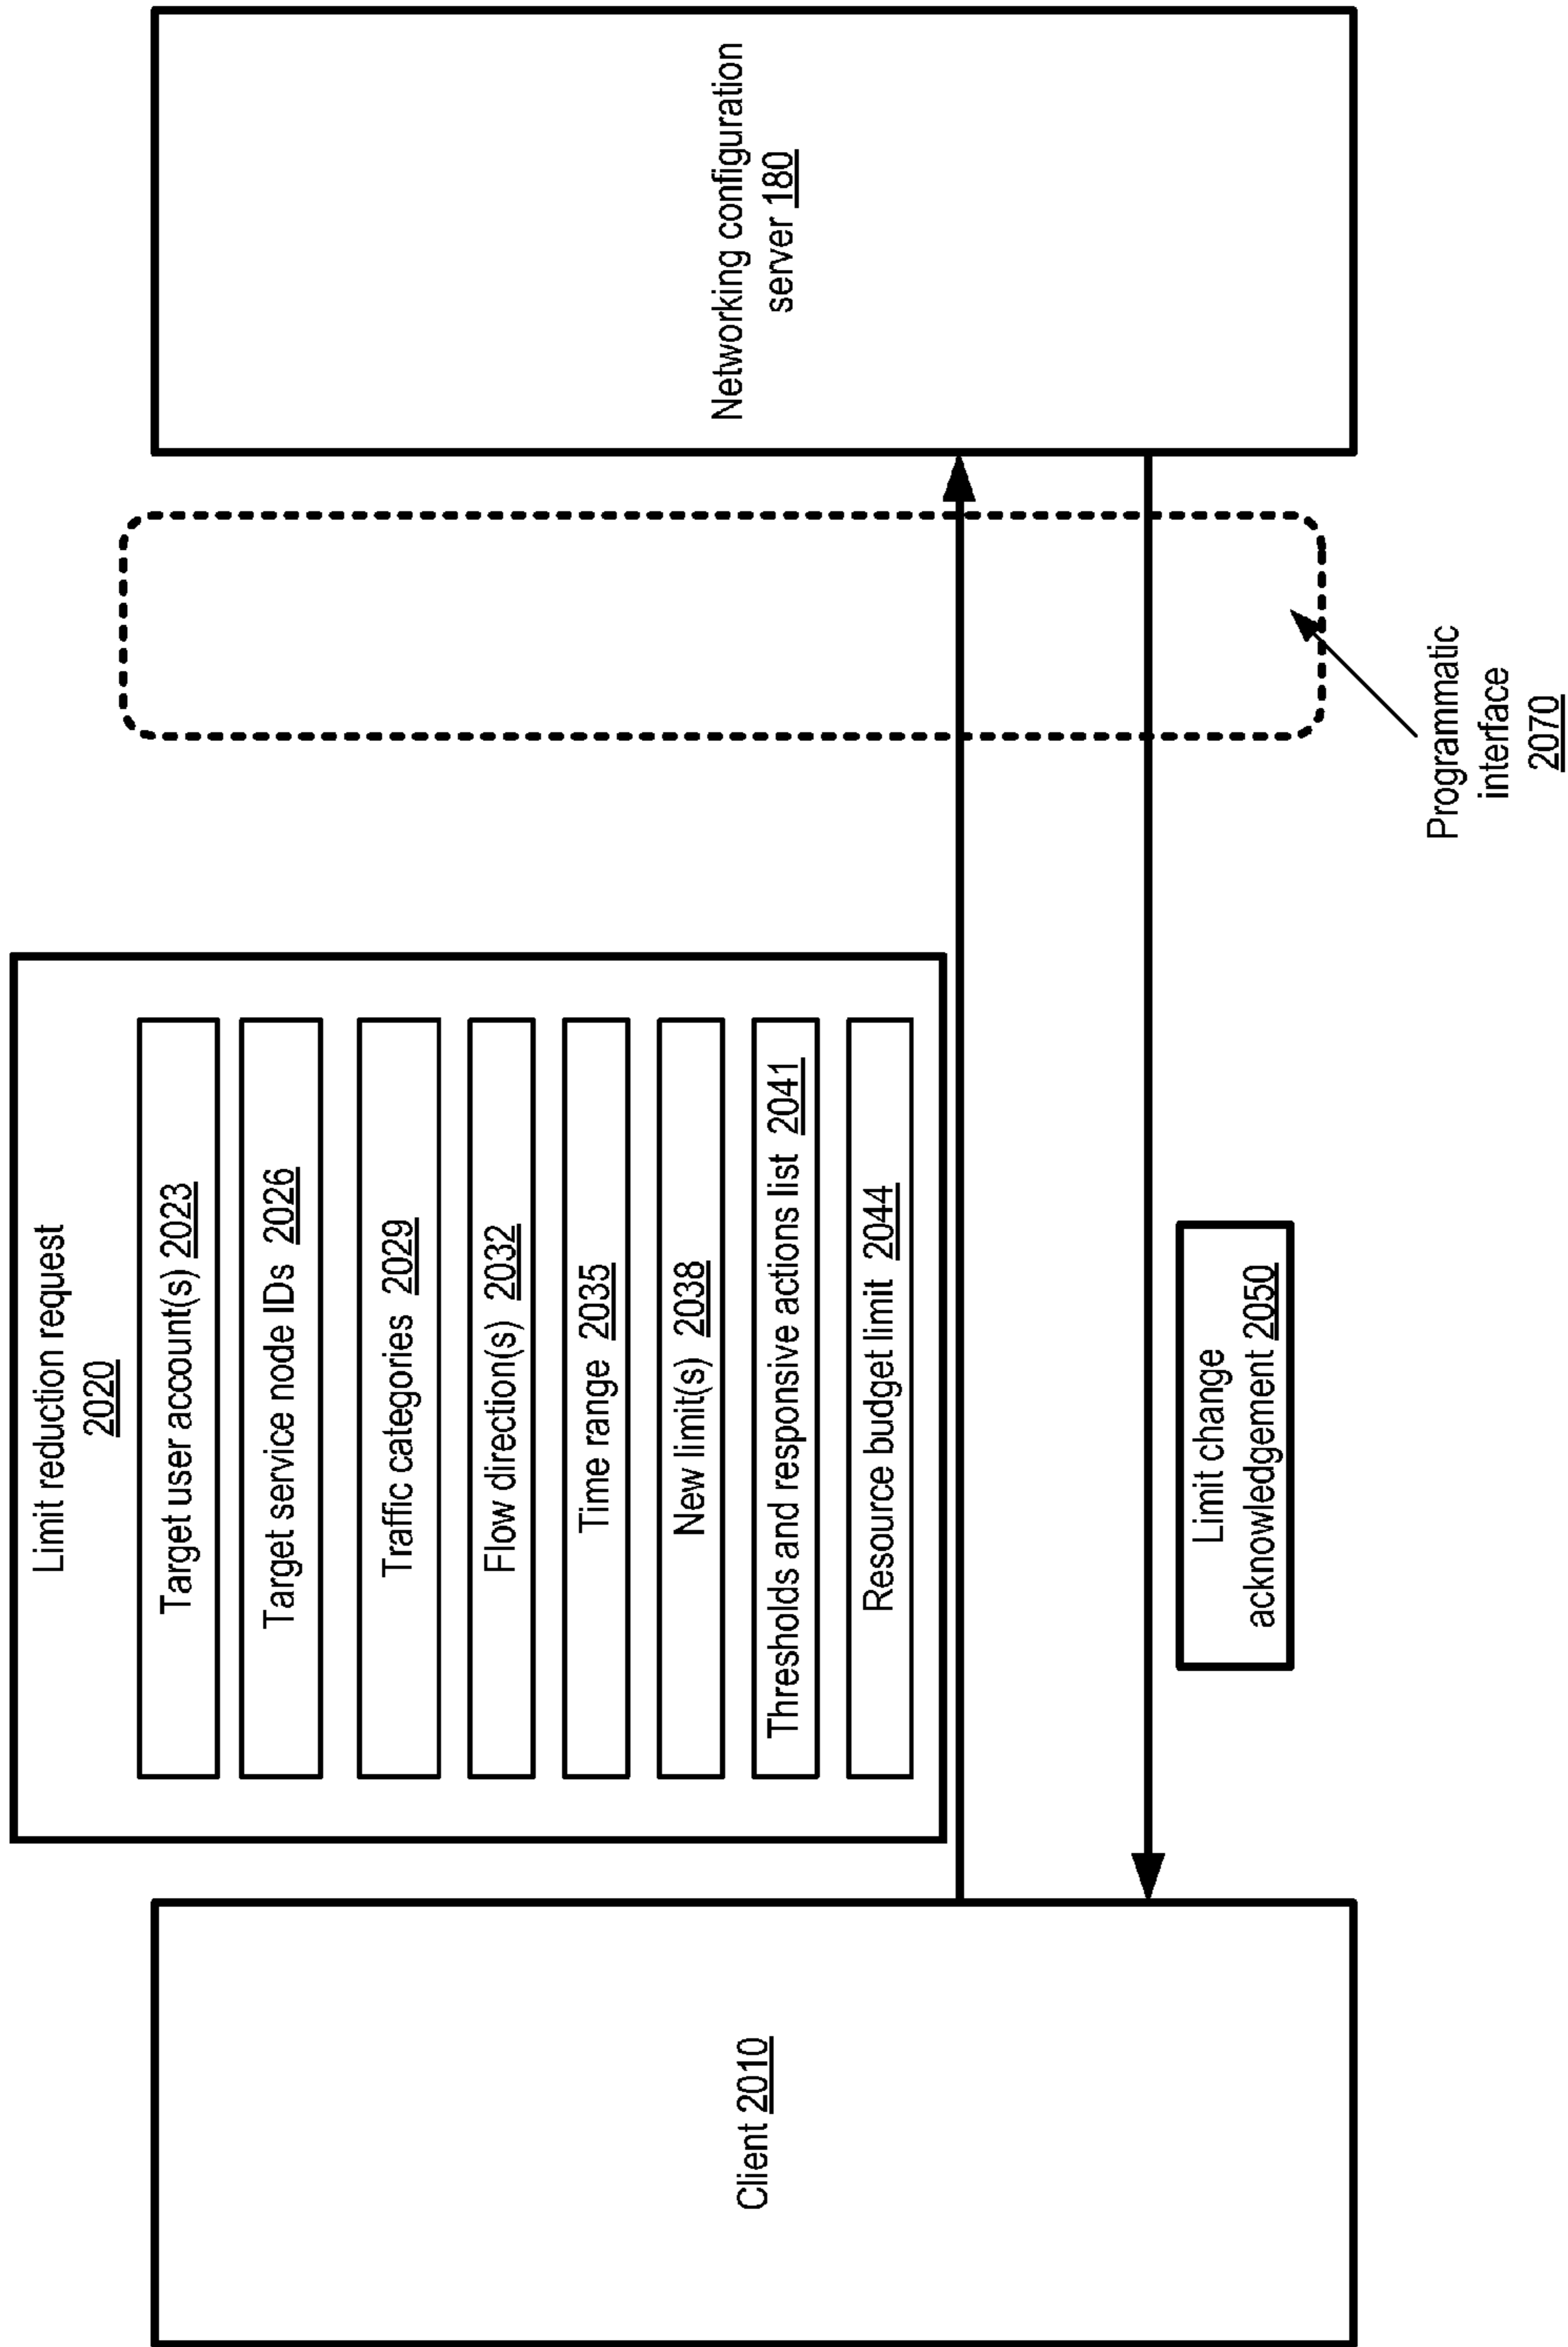 Limit reduction request
2020
Target user account(s) 2023
Target service node IDs 2026
Traffic categories 2029
Flow direction(s) 2032
Time range 2035
New limit(s) 2038
Thresholds and responsive actions list 2041
Resource budget limit 2044
Client 2010
Networking configuration
server 180
Limit change
acknowledgement 2050
Programmatic
interface
2070